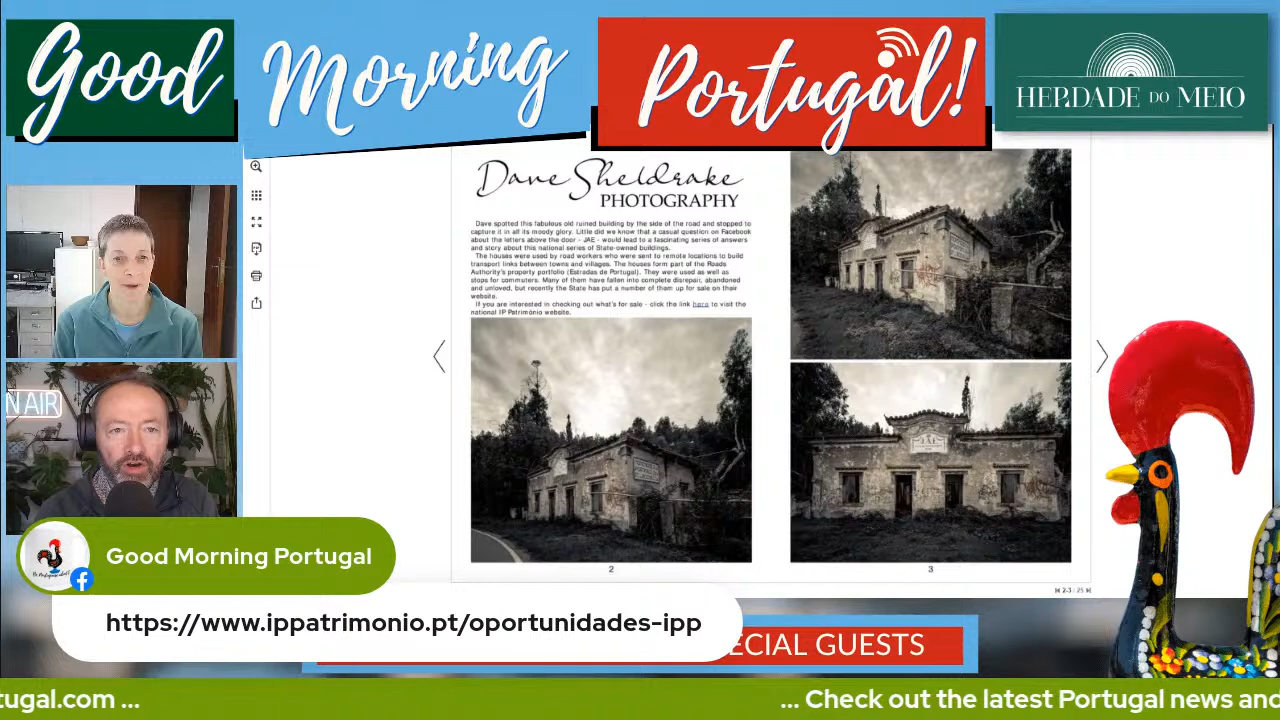 Good Morning Portugal!
HERDADE DO MEIO
Dave Sheldrake
PHOTOGRAPHY
Dave spotted this fabulous old ruined building by the side of the road and stopped to
capture it in all its moody glory. Little did we know that a casual question on Facebook
about the letters above the door - JAE - would lead to a fascinating series of answers
and story about this national series of State-owned buildings.
The houses were used by road workers who were sent to remote locations to build
transport links between towns and villages. The houses form part of the Roads
Authority's property portfolio (Estradas de Portugal). They were used as well as
stops for commuters. Many of them have fallen into complete disrepair, abandoned
and unloved, but recently the State has put a number of them up for sale on their
website.
If you are interested in checking out what's for sale - click the link here to visit the
national IP Património website.
J A E
N AIR
2
3
2-3 / 25
Good Morning Portugal
https://www.ippatrimonio.pt/oportunidades-ipp
ECIAL GUESTS
tugal.com ...
... Check out the latest Portugal news and